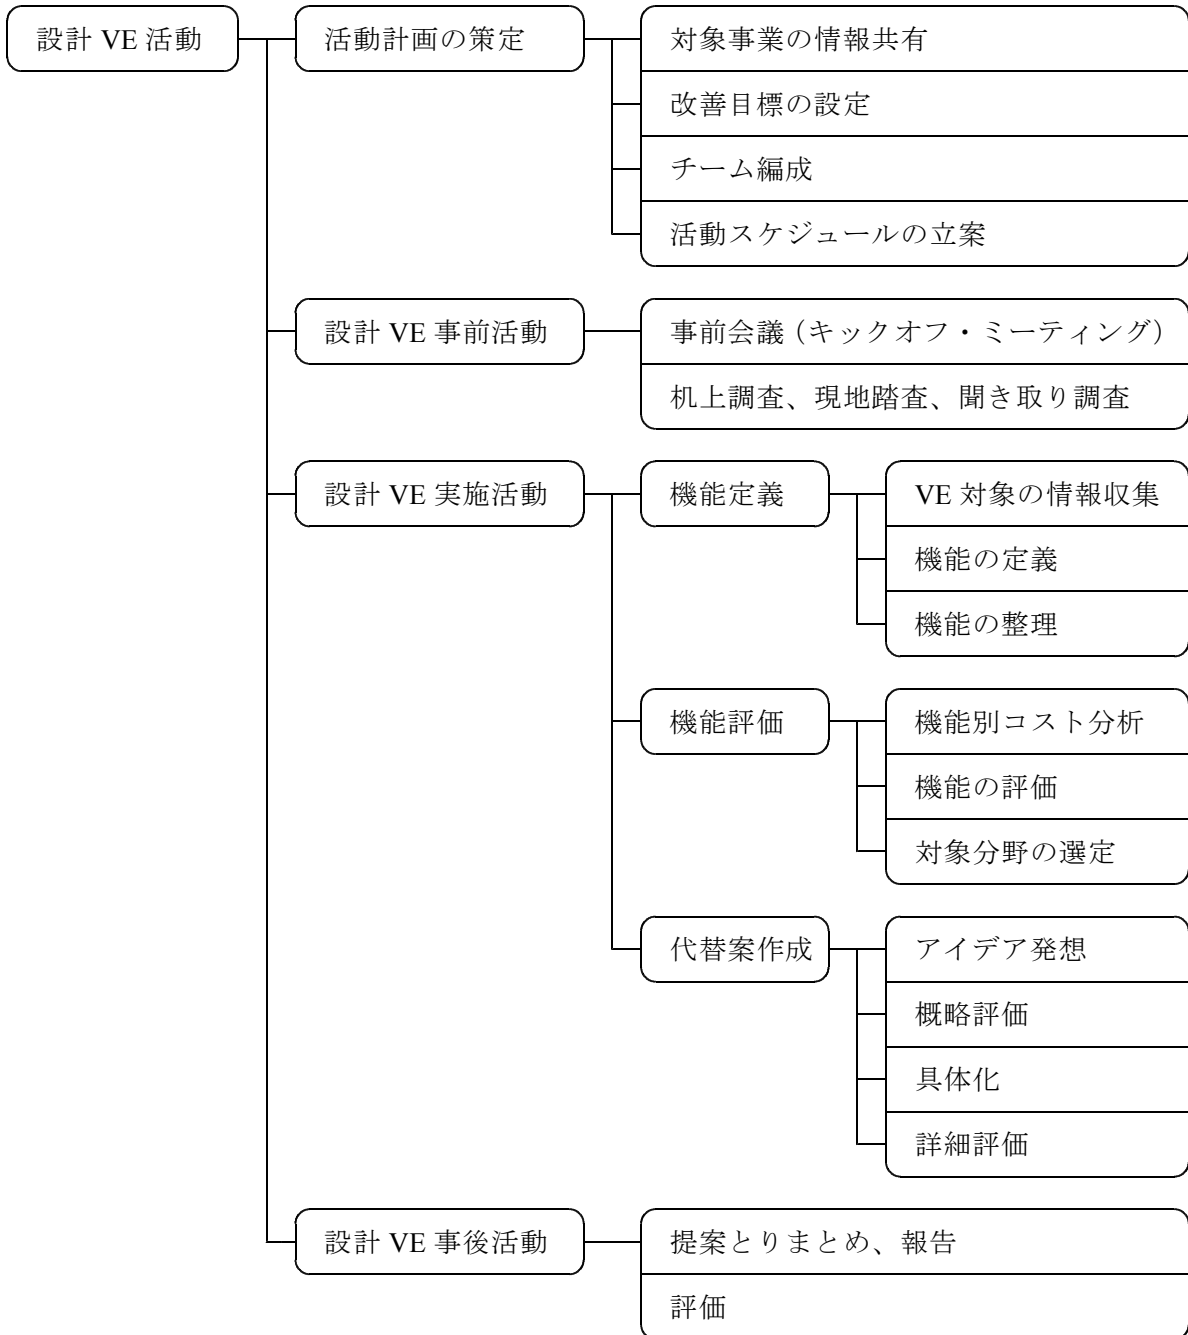 設計 VE 活動
活動計画の策定
対象事業の情報共有
改善目標の設定
チーム編成
活動スケジュールの立案
設計 VE 事前活動
事前会議（キックオフ・ミーティング）
机上調査、現地踏査、聞き取り調査
設計 VE 実施活動
機能定義
VE 対象の情報収集
機能の定義
機能の整理
機能評価
機能別コスト分析
機能の評価
対象分野の選定
代替案作成
アイデア発想
概略評価
具体化
詳細評価
設計 VE 事後活動
提案とりまとめ、報告
評価